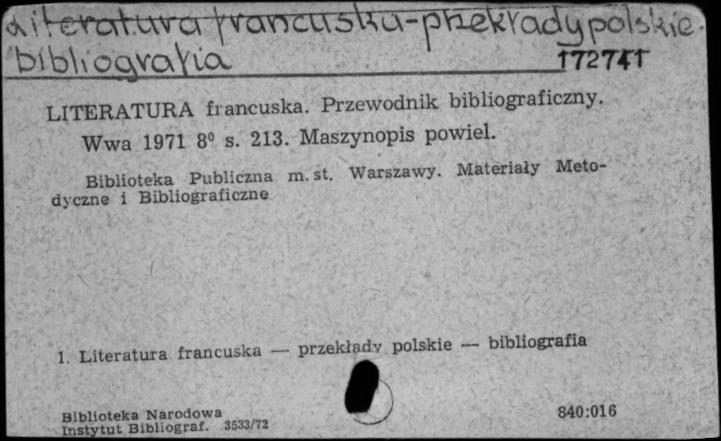 Literatura francuska-przekłady polskie-
bibliografia
172741
LITERATURA francuska. Przewodnik bibliograficzny.
Wwa 1971 8⁰ s. 213. Maszynopis powiel.
Biblioteka Publiczna m. st. Warszawy. Materiały Meto-
dyczne i Bibliograficzne
1. Literatura francuska — przekłady polskie — bibliografia
Biblioteka Narodowa
Instytut Bibliograf. 3533/72
840:016